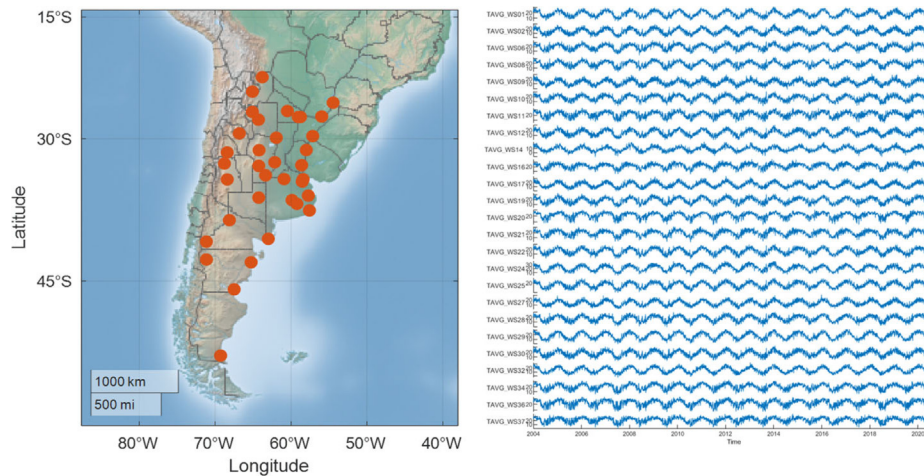 15°S
30°S
45°S
Latitude
1000 km
500 mi
80°W
70°W
60°W
50°W
40°W
Longitude
TAVG_WS01
TAVG_WS02
TAVG_WS06
TAVG_WS08
TAVG_WS09
TAVG_WS10
TAVG_WS11
TAVG_WS12
TAVG_WS14
TAVG_WS16
TAVG_WS17
TAVG_WS19
TAVG_WS20
TAVG_WS21
TAVG_WS22
TAVG_WS24
TAVG_WS25
TAVG_WS27
TAVG_WS28
TAVG_WS29
TAVG_WS30
TAVG_WS32
TAVG_WS34
TAVG_WS36
TAVG_WS37
2004
2006
2008
2010
2012
2014
2016
2018
2020
Time